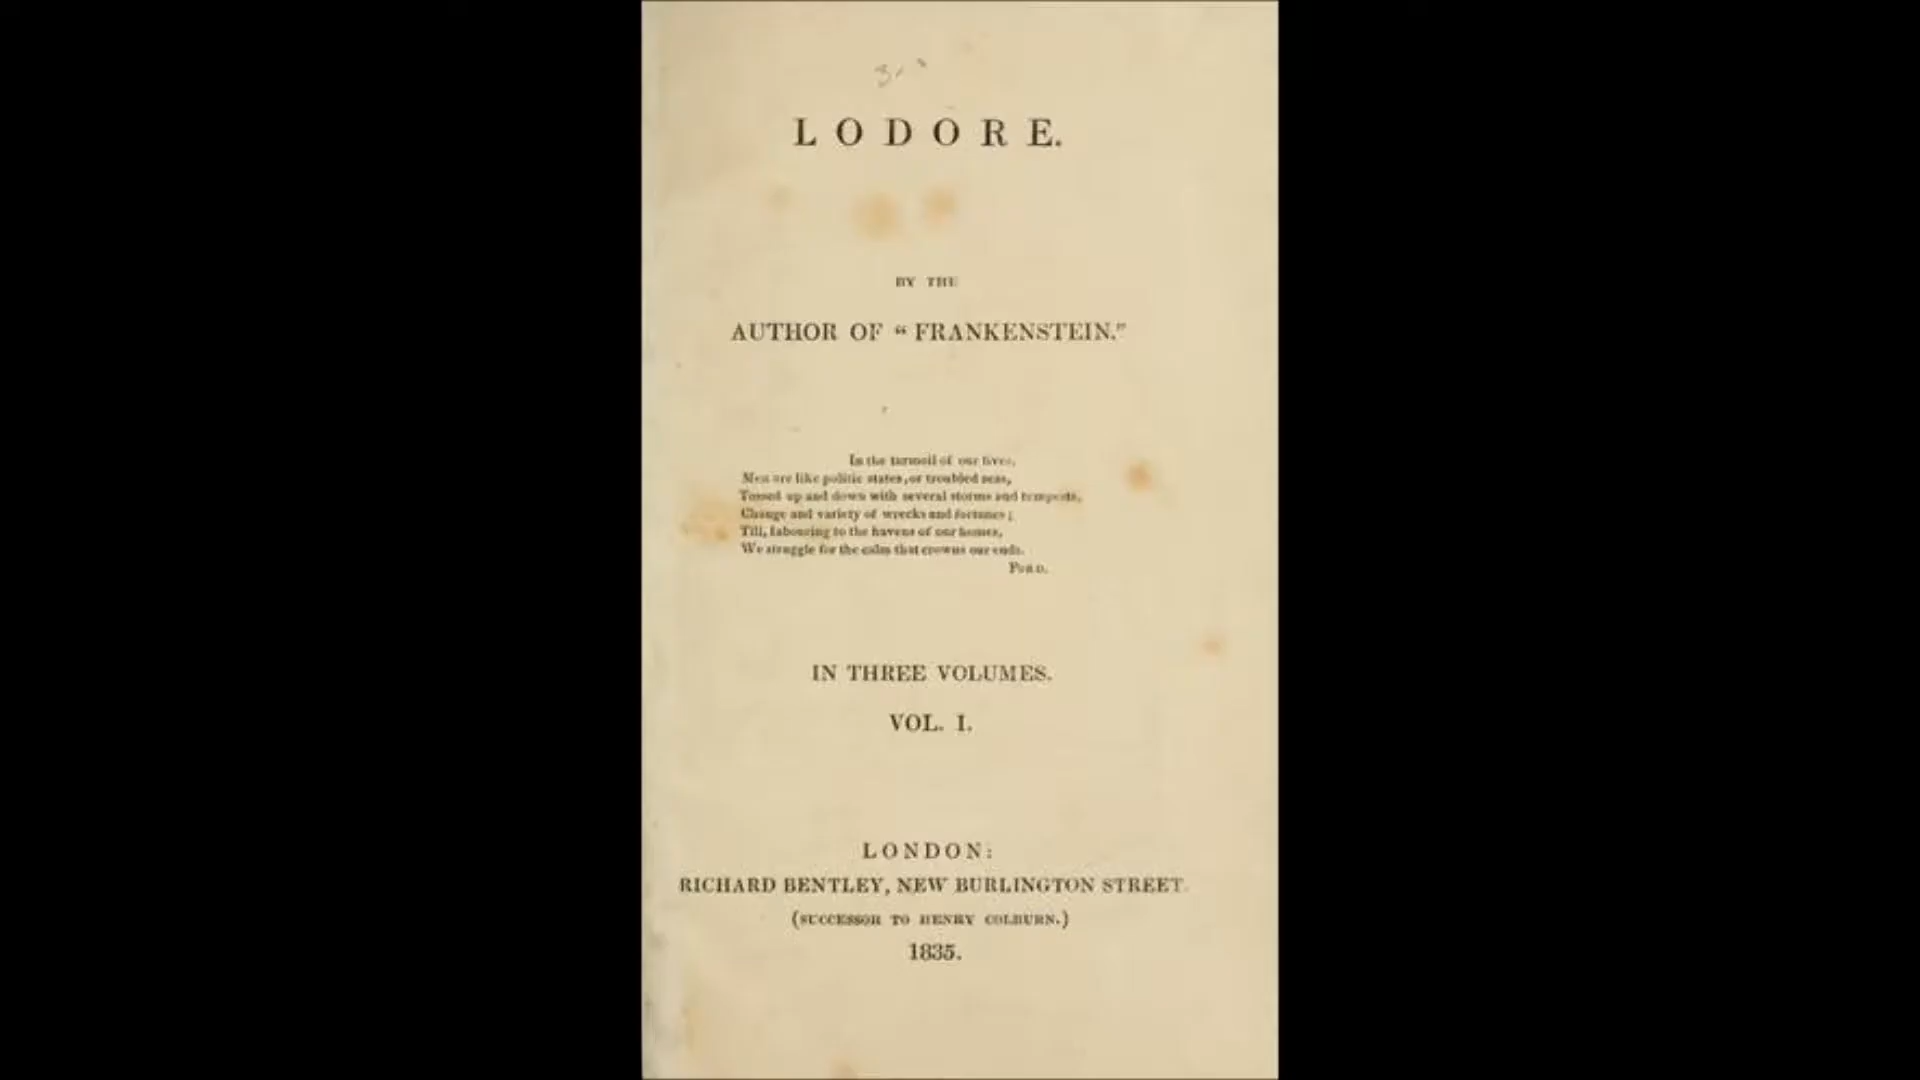 LODORE.
BY THE
AUTHOR OF "FRANKENSTEIN."
In the turmoil of our lives,
Men are like politic states, or troubled seas,
Tossed up and down with several storms and tempests,
Change and variety of wrecks and fortunes;
Till, labouring to the havens of our homes,
We struggle for the calm that crowns our ends.
FORD.
IN THREE VOLUMES.
VOL. I.
LONDON:
RICHARD BENTLEY, NEW BURLINGTON STREET
(SUCCESSOR TO HENRY COLBURN.)
1835.